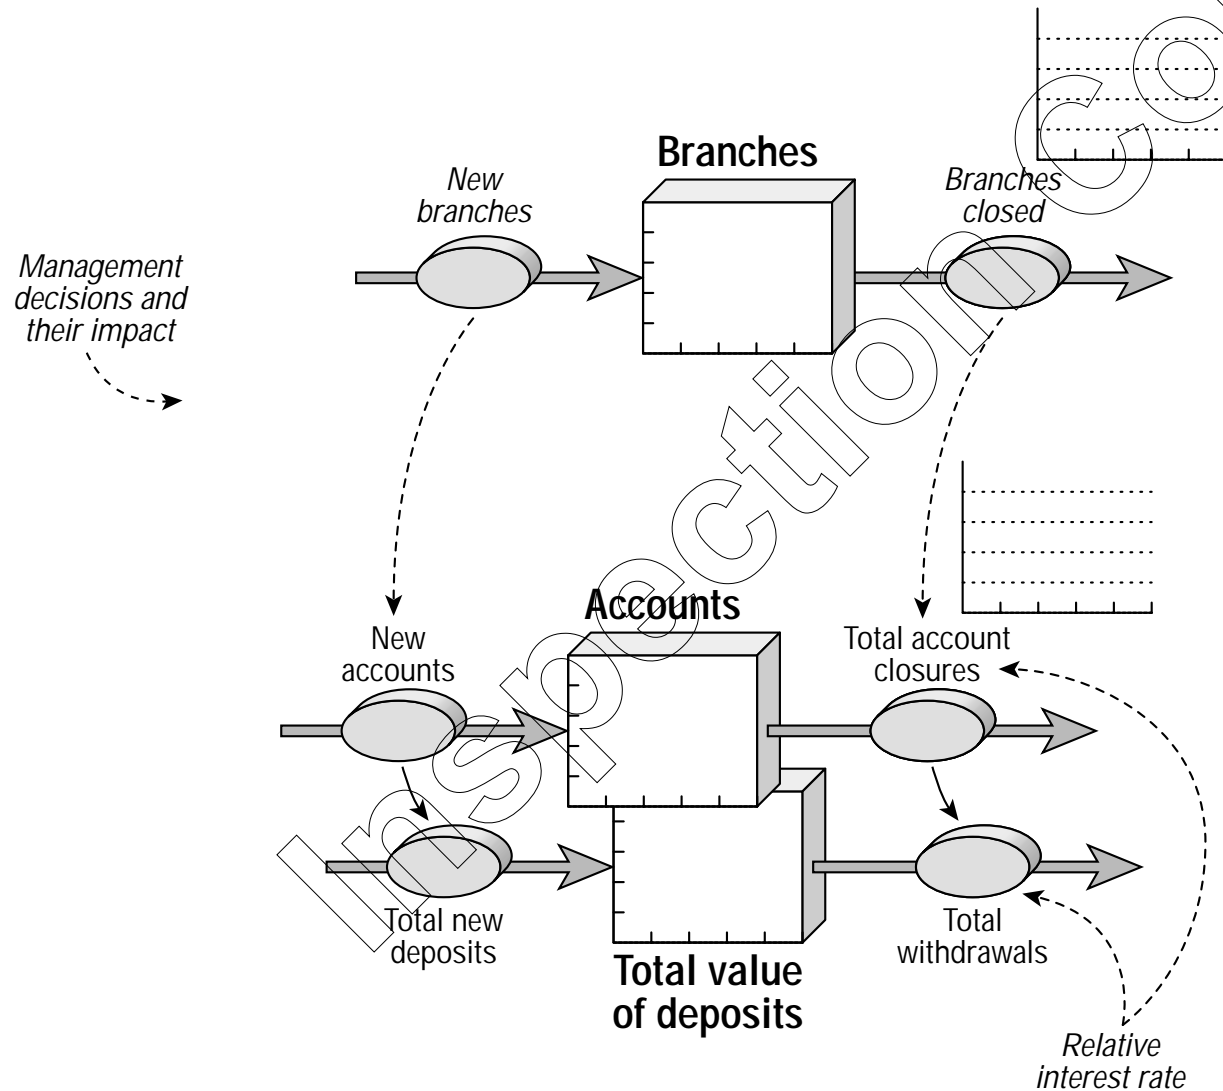 Branches
New
branches
Branches
closed
Management
decisions and
their impact
Accounts
New
accounts
Total account
closures
Total new
deposits
Total
withdrawals
Total value
of deposits
Relative
interest rate
Inspection Co